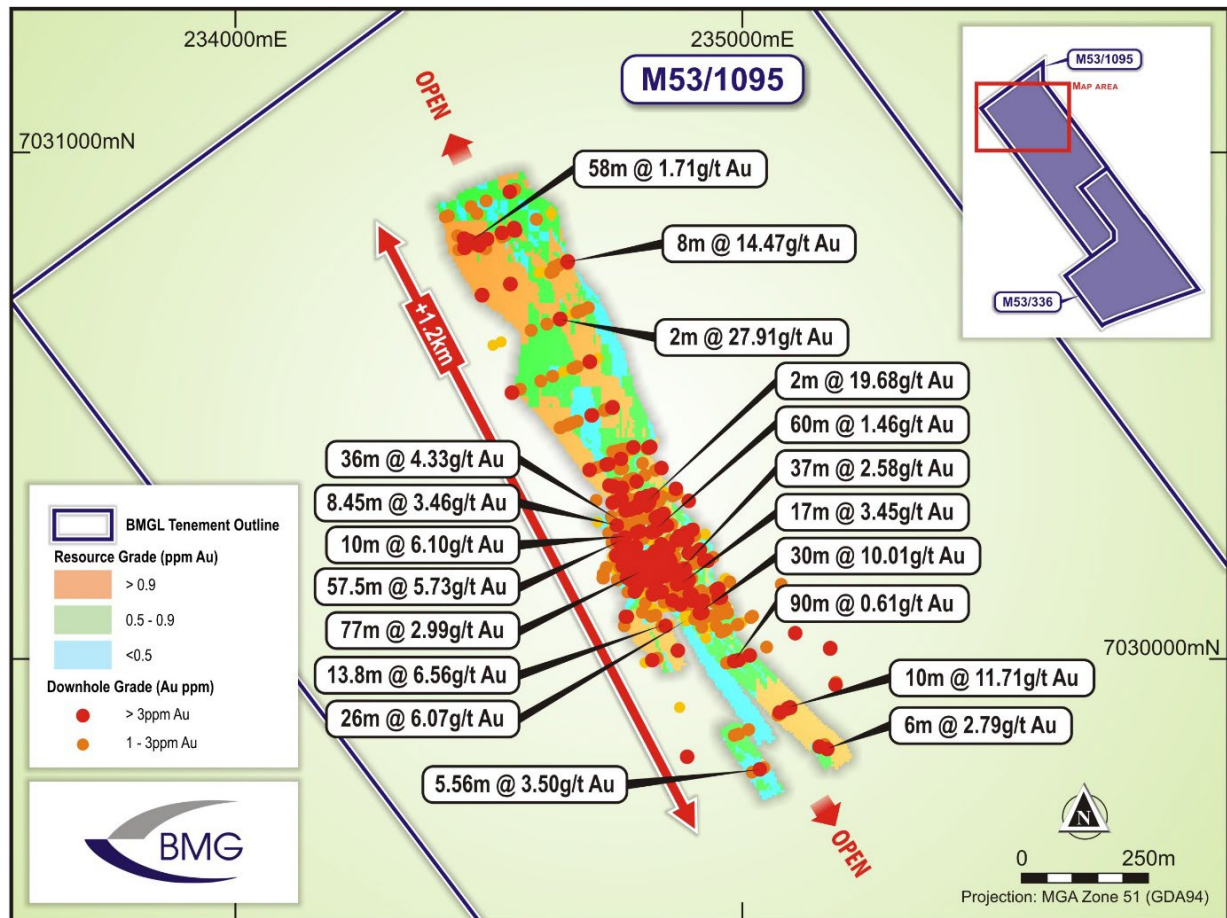 234000mE
235000mE
M53/1095
M53/1095
MAP AREA
OPEN
7031000mN
58m @ 1.71g/t Au
8m @ 14.47g/t Au
M53/336
+1.2km
2m @ 27.91g/t Au
2m @ 19.68g/t Au
60m @ 1.46g/t Au
36m @ 4.33g/t Au
37m @ 2.58g/t Au
8.45m @ 3.46g/t Au
17m @ 3.45g/t Au
10m @ 6.10g/t Au
30m @ 10.01g/t Au
57.5m @ 5.73g/t Au
90m @ 0.61g/t Au
77m @ 2.99g/t Au
7030000mN
13.8m @ 6.56g/t Au
10m @ 11.71g/t Au
26m @ 6.07g/t Au
6m @ 2.79g/t Au
5.56m @ 3.50g/t Au
OPEN
BMGL Tenement Outline
Resource Grade (ppm Au)
> 0.9
0.5 - 0.9
<0.5
Downhole Grade (Au ppm)
> 3ppm Au
1 - 3ppm Au
BMG
N
0 250m
Projection: MGA Zone 51 (GDA94)